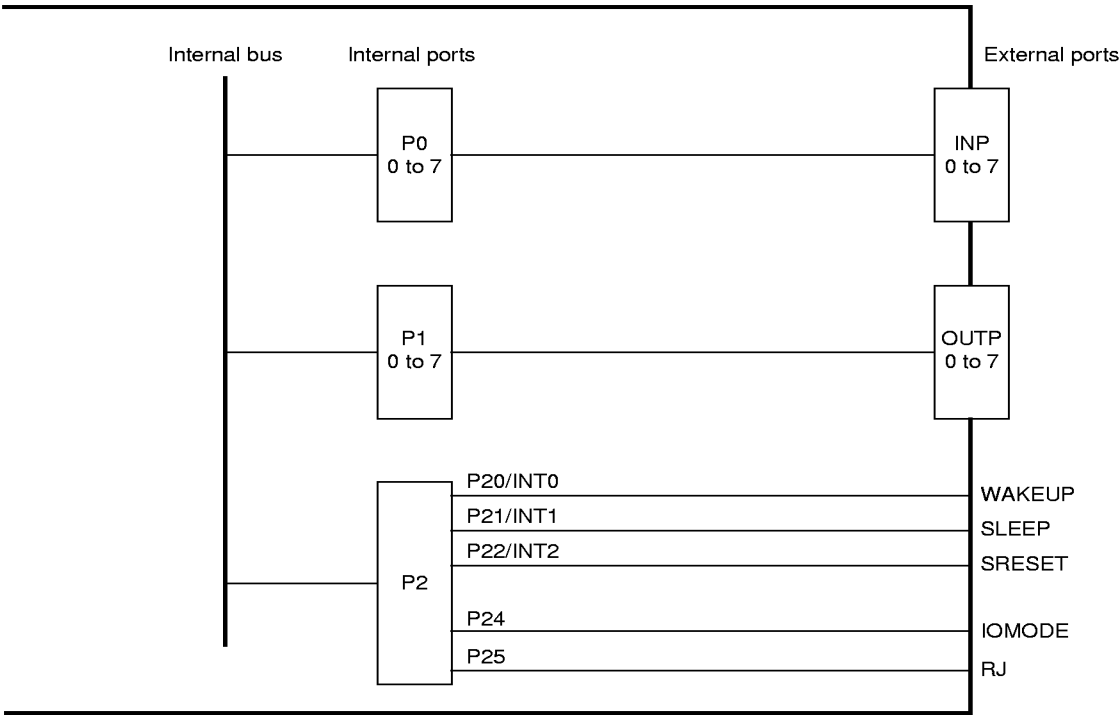 Internal bus
Internal ports
External ports
P0
0 to 7
INP
0 to 7
P1
0 to 7
OUTP
0 to 7
P2
P20/INT0
WAKEUP
P21/INT1
SLEEP
P22/INT2
SRESET
P24
IOMODE
P25
RJ